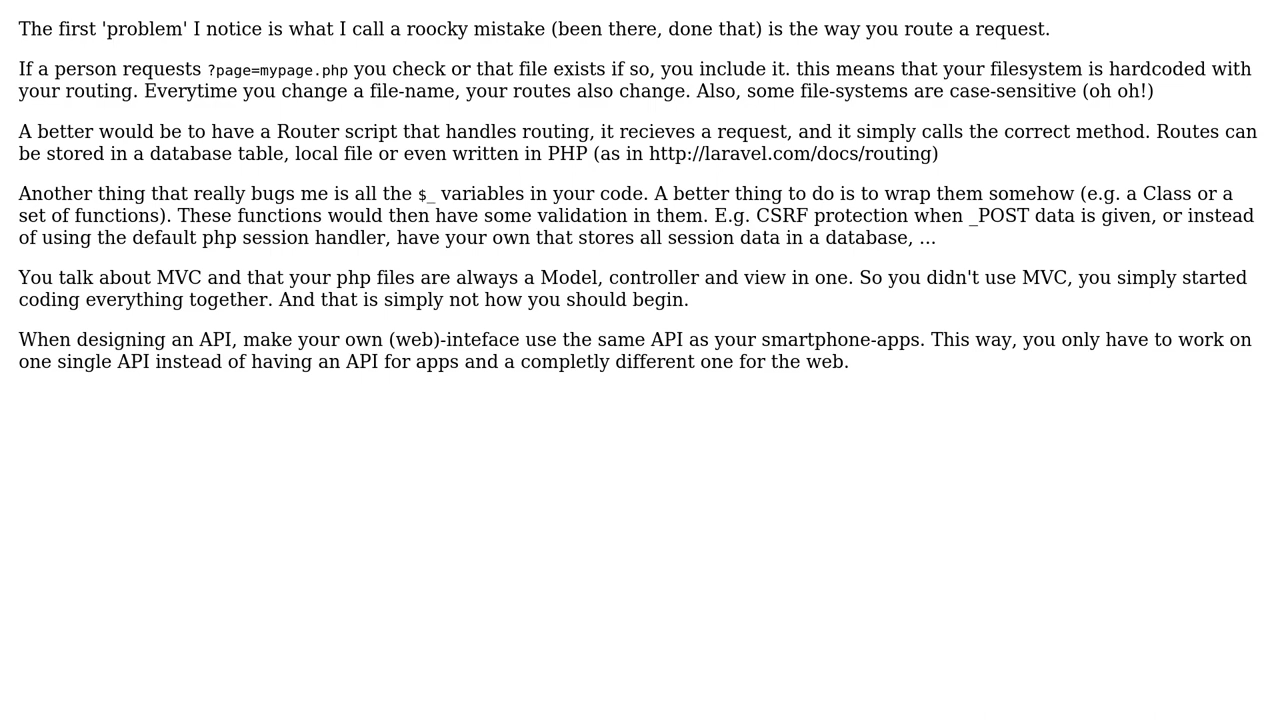 The first 'problem' I notice is what I call a roocky mistake (been there, done that) is the way you route a request.
If a person requests ?page=mypage.php you check or that file exists if so, you include it. this means that your filesystem is hardcoded with
your routing. Everytime you change a file-name, your routes also change. Also, some file-systems are case-sensitive (oh oh!)
A better would be to have a Router script that handles routing, it recieves a request, and it simply calls the correct method. Routes can
be stored in a database table, local file or even written in PHP (as in http://laravel.com/docs/routing)
Another thing that really bugs me is all the $_ variables in your code. A better thing to do is to wrap them somehow (e.g. a Class or a
set of functions). These functions would then have some validation in them. E.g. CSRF protection when _POST data is given, or instead
of using the default php session handler, have your own that stores all session data in a database, ...
You talk about MVC and that your php files are always a Model, controller and view in one. So you didn't use MVC, you simply started
coding everything together. And that is simply not how you should begin.
When designing an API, make your own (web)-inteface use the same API as your smartphone-apps. This way, you only have to work on
one single API instead of having an API for apps and a completly different one for the web.